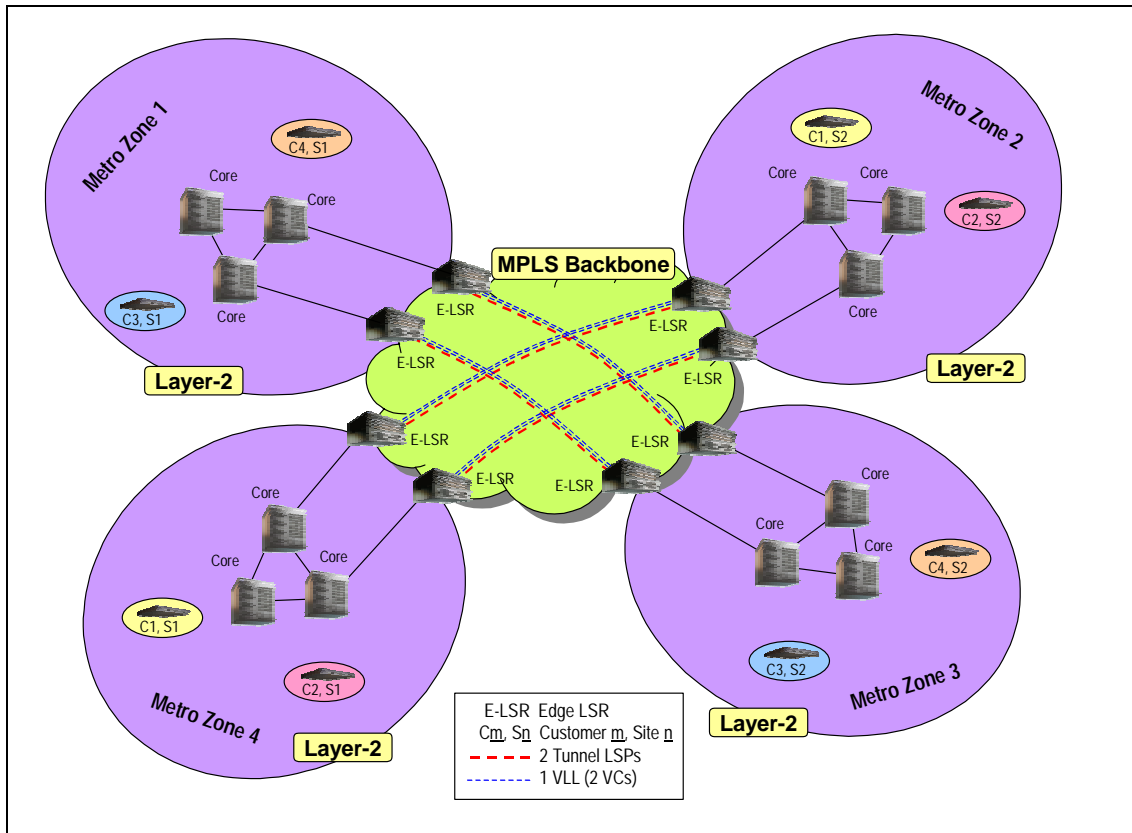 Metro Zone 1
C4, S1
Core
Core
Core
C3, S1
Layer-2
Metro Zone 2
C1, S2
Core
Core
C2, S2
Core
Layer-2
MPLS Backbone
E-LSR
E-LSR
E-LSR
E-LSR
E-LSR
E-LSR
E-LSR
E-LSR
Core
Core
C1, S1
C2, S1
Metro Zone 4
Layer-2
Core
Core
C4, S2
C3, S2
Metro Zone 3
Layer-2
E-LSR Edge LSR
Cm, Sn Customer m, Site n
2 Tunnel LSPs
1 VLL (2 VCs)